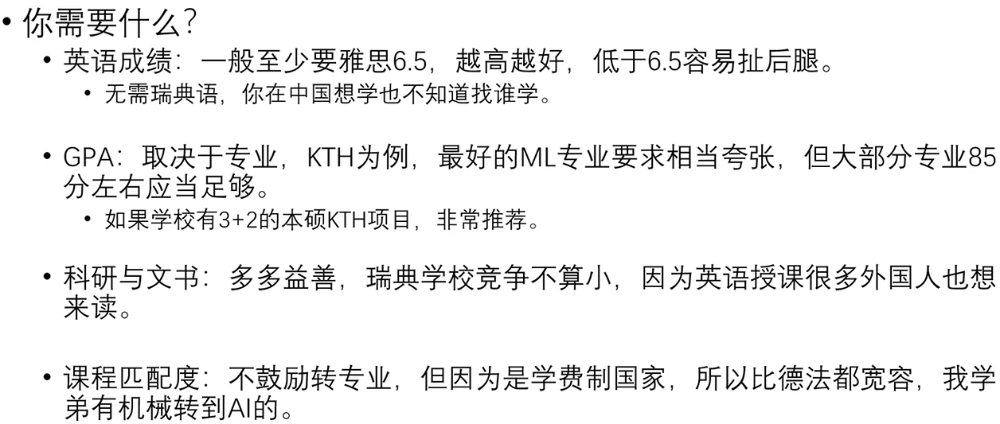 • 你需要什么？
• 英语成绩：一般至少要雅思6.5，越高越好，低于6.5容易扯后腿。
• 无需瑞典语，你在中国想学也不知道找谁学。
• GPA：取决于专业，KTH为例，最好的ML专业要求相当夸张，但大部分专业85
分左右应当足够。
• 如果学校有3+2的本硕KTH项目，非常推荐。
• 科研与文书：多多益善，瑞典学校竞争不算小，因为英语授课很多外国人也想
来读。
• 课程匹配度：不鼓励转专业，但因为是学费制国家，所以比德法都宽容，我学
弟有机械转到AI的。